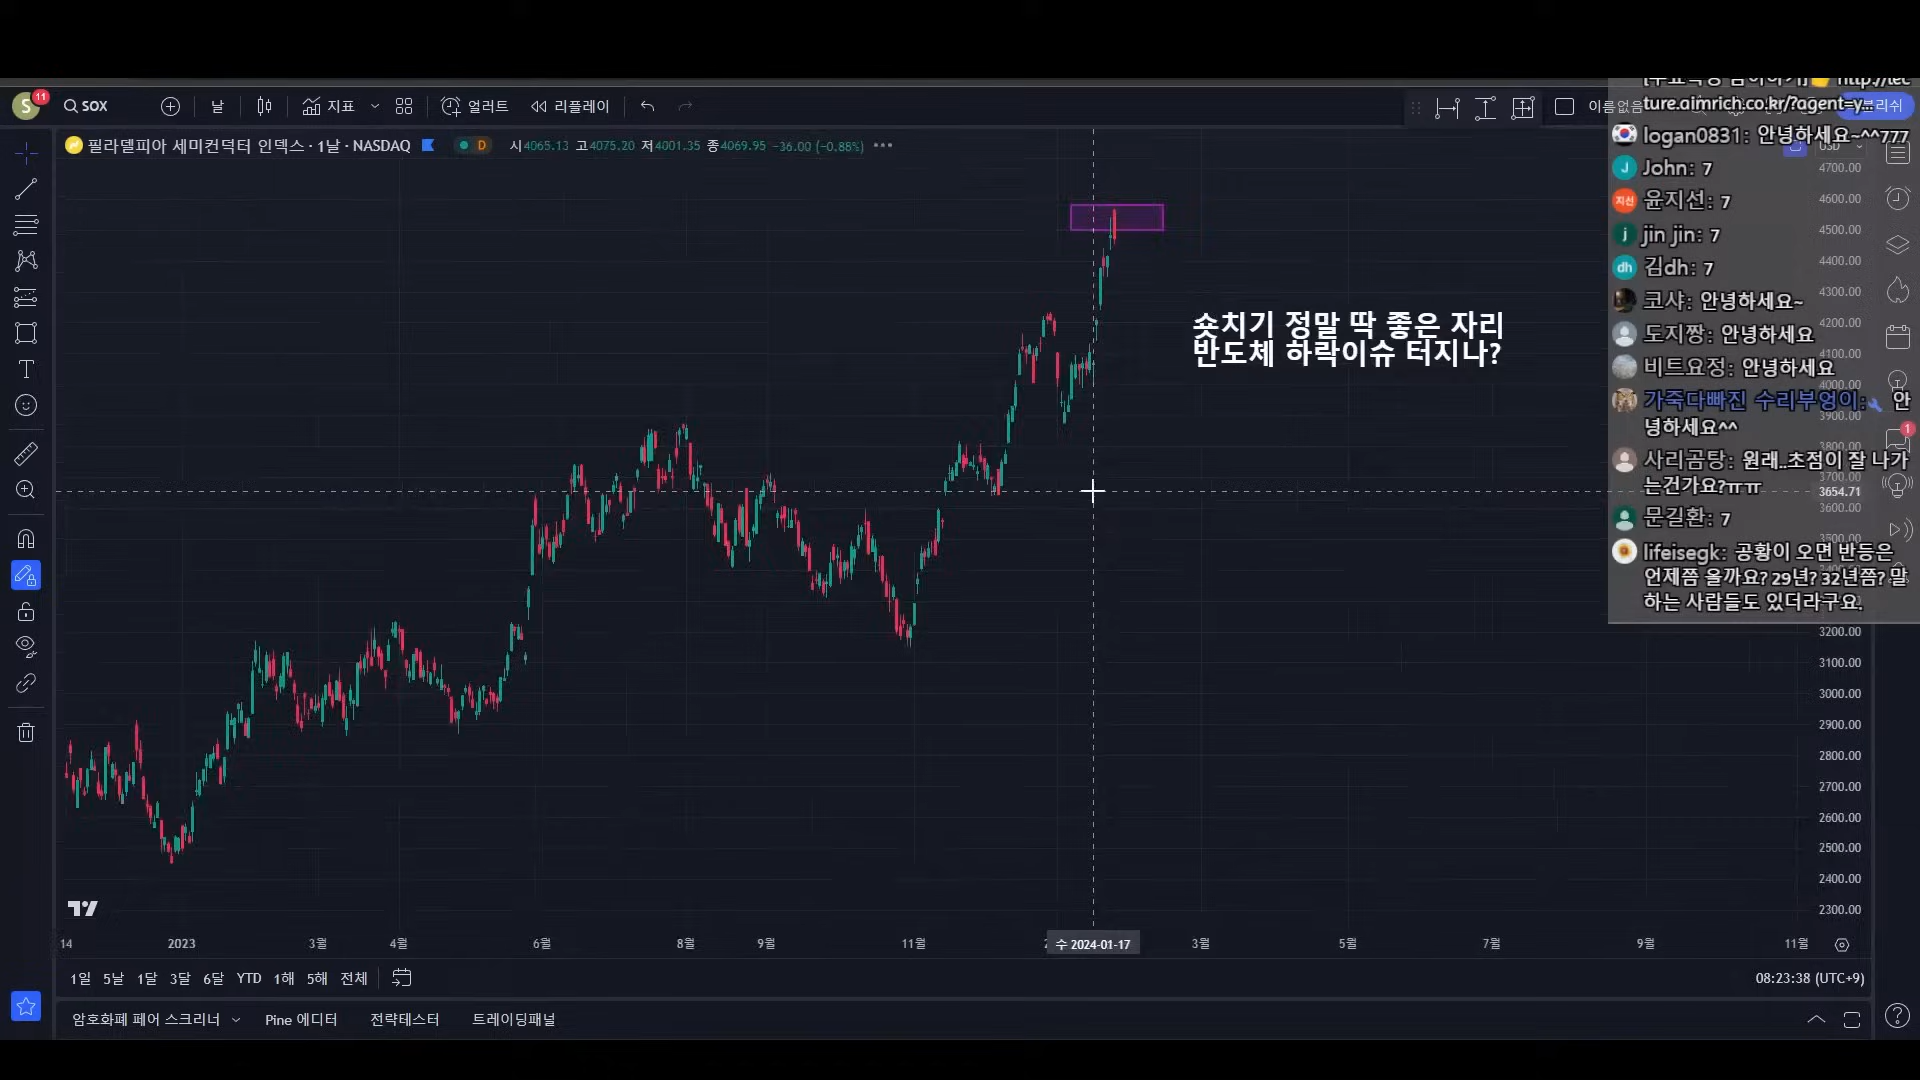 S
11
SOX
날
지표
얼러트
리플레이
이름없음
필라델피아 세미컨덕터 인덱스 · 1날 · NASDAQ
D
시4065.13 고4075.20 저4001.35 종4069.95 −36.00 (−0.88%)
숏치기 정말 딱 좋은 자리
반도체 하락이슈 터지나?
ture.aimrich.co.kr/?agent=y...
logan0831: 안녕하세요~^^777
John: 7
윤지선: 7
jin jin: 7
김dh: 7
코샤: 안녕하세요~
도지짱: 안녕하세요
비트요정: 안녕하세요
가죽다빠진 수리부엉이: 안
녕하세요^^
사리곰탕: 원래..초점이 잘 나가
는건가요?ㅠㅠ
문길환: 7
lifeisegk: 공황이 오면 반등은
언제쯤 올까요? 29년? 32년쯤? 말
하는 사람들도 있더라구요.
USD
4700.00
4600.00
4500.00
4400.00
4300.00
4200.00
4100.00
4000.00
3900.00
3800.00
3700.00
3654.71
3600.00
3500.00
3200.00
3100.00
3000.00
2900.00
2800.00
2700.00
2600.00
2500.00
2400.00
2300.00
14 2023 3월 4월 6월 8월 9월 11월 수 2024-01-17 3월 5월 7월 9월 11월
1일 5날 1달 3달 6달 YTD 1해 5해 전체
08:23:38 (UTC+9)
암호화폐 페어 스크리너 Pine 에디터 전략테스터 트레이딩패널